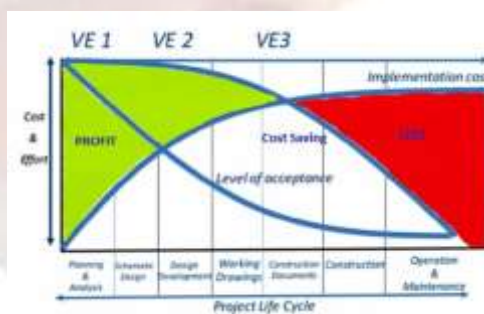 VE 1
VE 2
VE3
Implementation cos
Cost
&
Effort
PROFIT
Cost Saving
LOSS
Level of acceptance
Planning
&
Analysis
Schematic
Design
Design
Development
Working
Drawings
Construction
Documents
Construction
Operation
&
Maintenance
Project Life Cycle